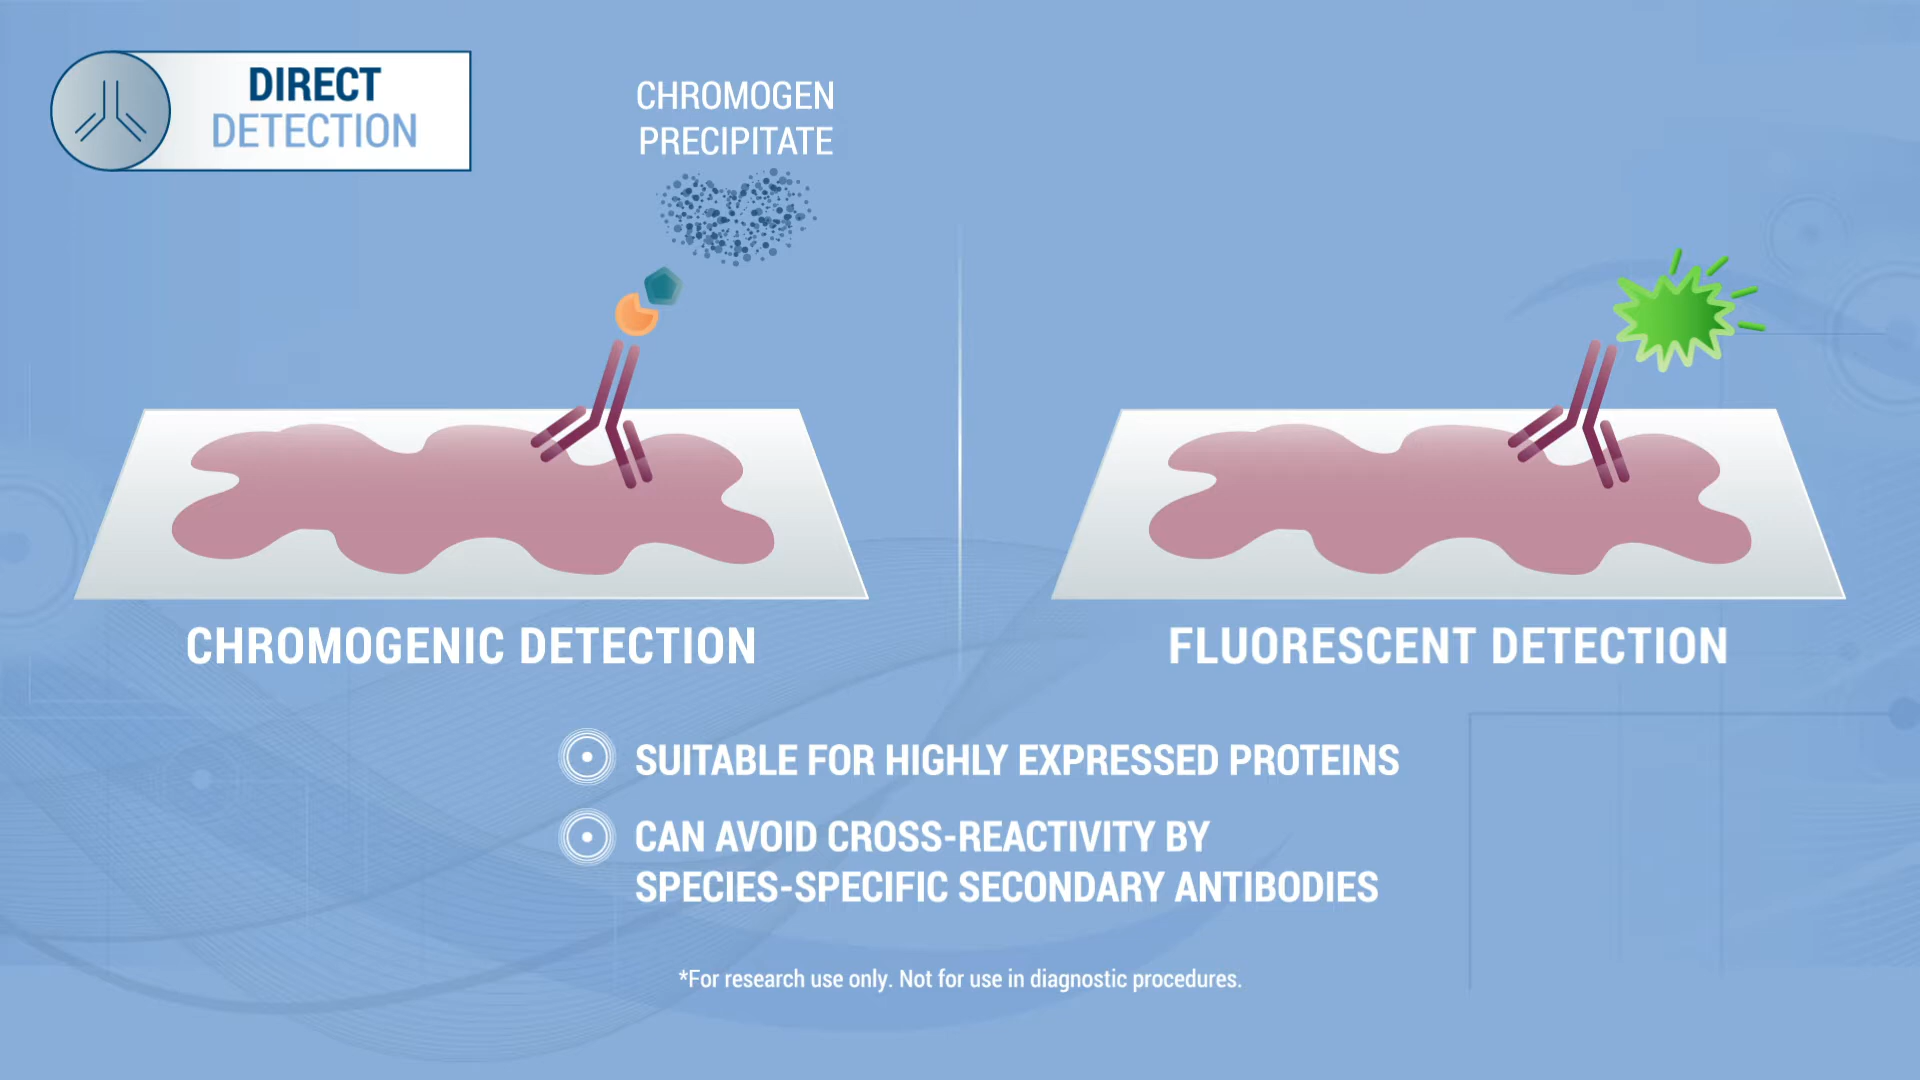 DIRECT
DETECTION
CHROMOGEN
PRECIPITATE
CHROMOGENIC DETECTION
FLUORESCENT DETECTION
SUITABLE FOR HIGHLY EXPRESSED PROTEINS
CAN AVOID CROSS-REACTIVITY BY
SPECIES-SPECIFIC SECONDARY ANTIBODIES
*For research use only. Not for use in diagnostic procedures.